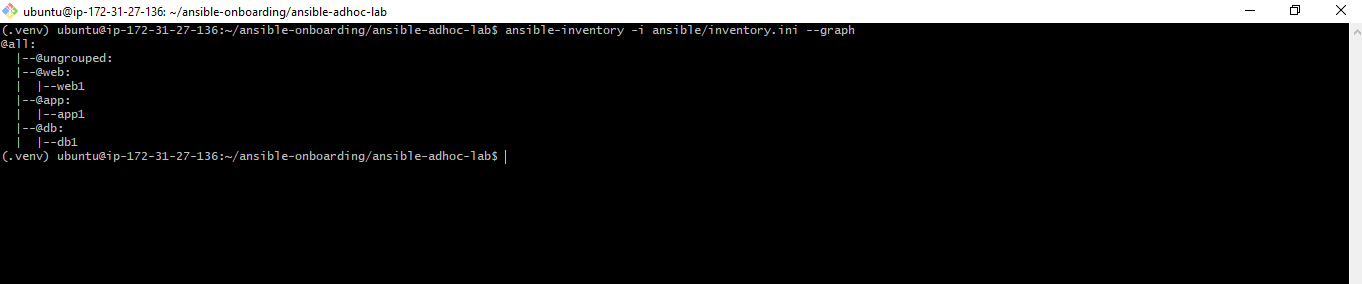 ubuntu@ip-172-31-27-136: ~/ansible-onboarding/ansible-adhoc-lab
(.venv) ubuntu@ip-172-31-27-136:~/ansible-onboarding/ansible-adhoc-lab$ ansible-inventory -i ansible/inventory.ini --graph
@all:
  |--@ungrouped:
  |--@web:
  |  |--web1
  |--@app:
  |  |--app1
  |--@db:
  |  |--db1
(.venv) ubuntu@ip-172-31-27-136:~/ansible-onboarding/ansible-adhoc-lab$